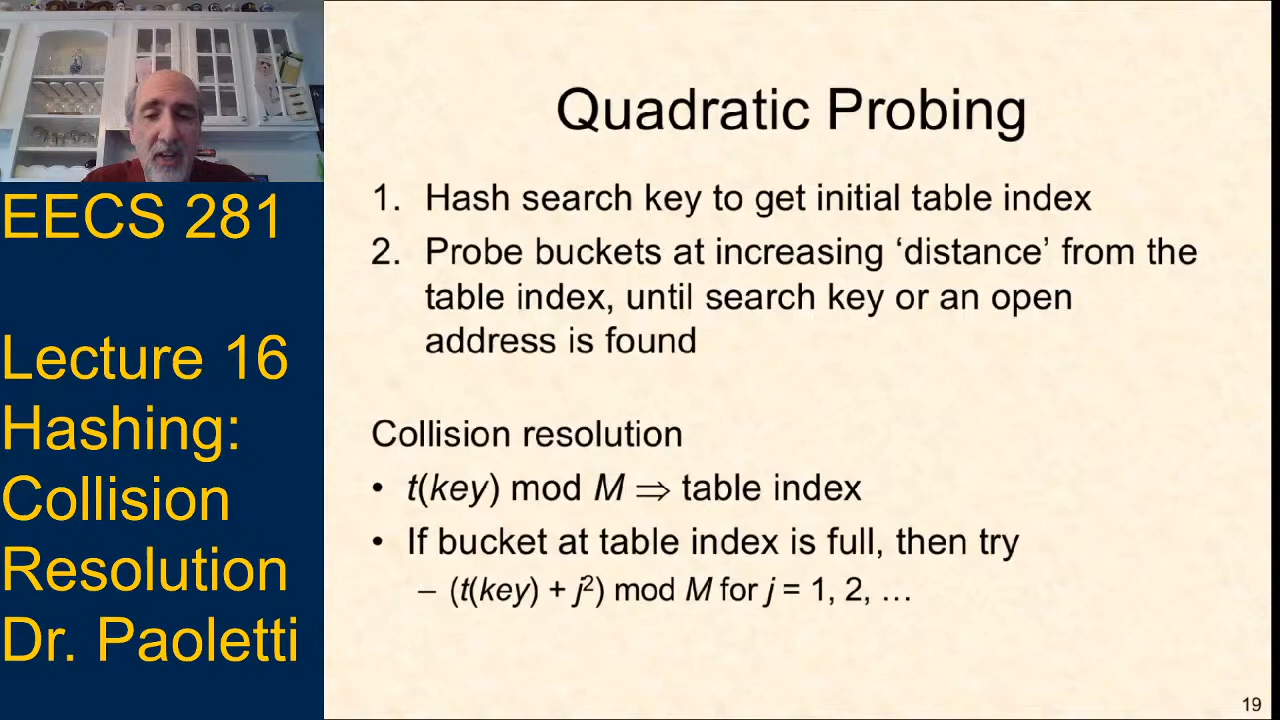 EECS 281
Lecture 16
Hashing:
Collision
Resolution
Dr. Paoletti
Quadratic Probing
1. Hash search key to get initial table index
2. Probe buckets at increasing ‘distance’ from the
table index, until search key or an open
address is found
Collision resolution
• t(key) mod M ⇒ table index
• If bucket at table index is full, then try
– (t(key) + j²) mod M for j = 1, 2, …
19